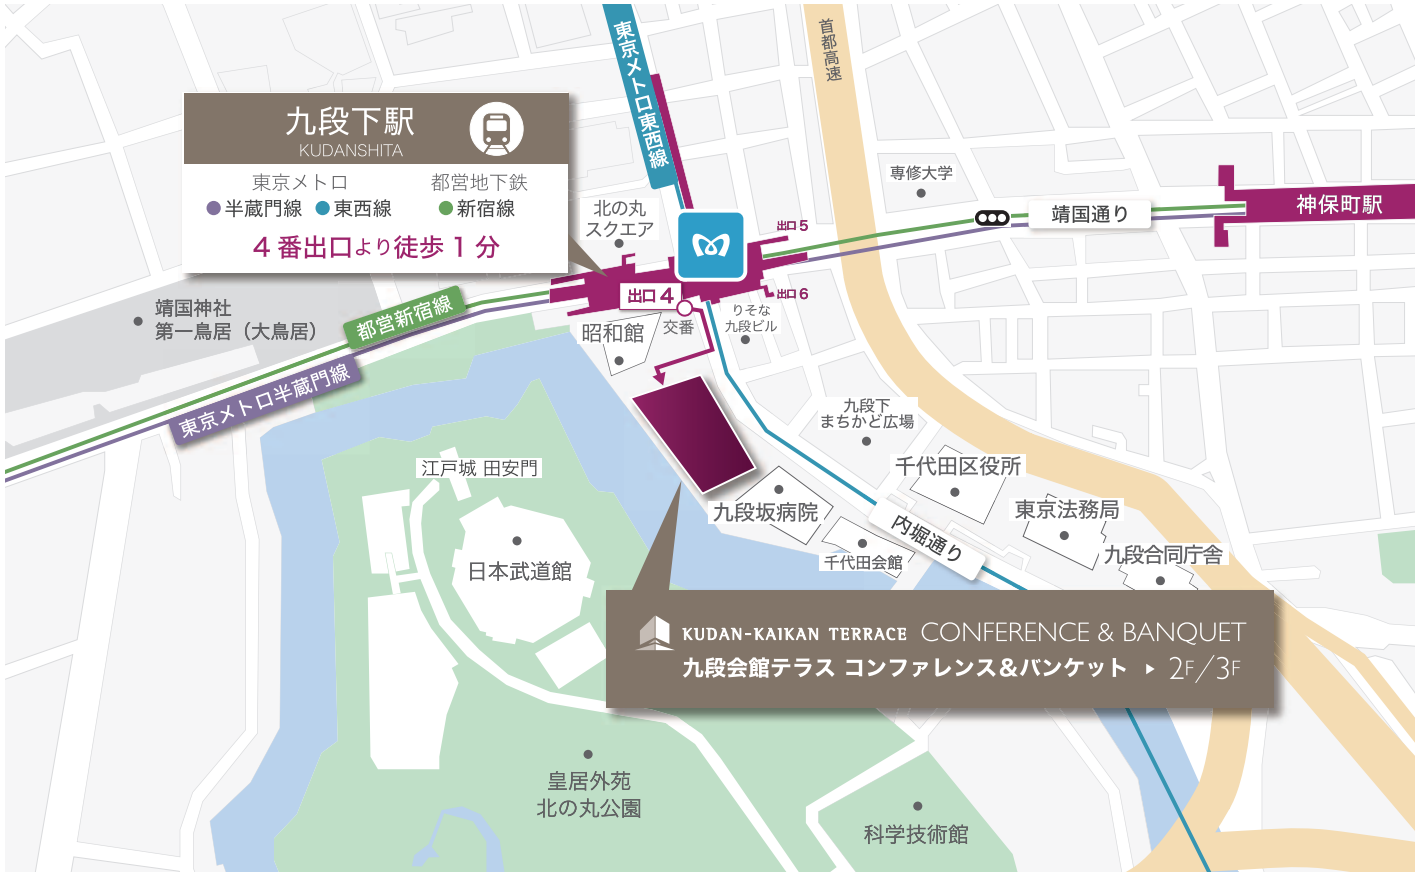 東京メトロ東西線
首都高速
九段下駅
KUDANSHITA
東京メトロ
都営地下鉄
半蔵門線
東西線
新宿線
4番出口より徒歩1分
北の丸
スクエア
専修大学
出口5
靖国通り
神保町駅
出口4
出口6
靖国神社
第一鳥居（大鳥居）
都営新宿線
東京メトロ半蔵門線
昭和館
交番
りそな
九段ビル
九段下
まちかど広場
江戸城 田安門
千代田区役所
九段坂病院
東京法務局
内堀通り
千代田会館
九段合同庁舎
日本武道館
KUDAN-KAIKAN TERRACE CONFERENCE & BANQUET
九段会館テラス コンファレンス&バンケット ▶ 2F/3F
皇居外苑
北の丸公園
科学技術館